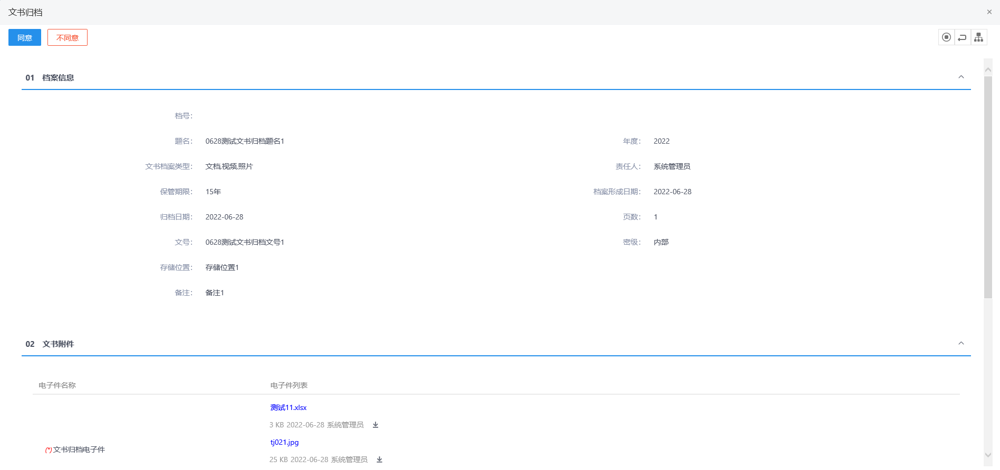 文书归档
同意 不同意
01 档案信息
档号：
题名： 0628测试文书归档题名1 年度： 2022
文书档案类型： 文档,视频,照片 责任人： 系统管理员
保管期限： 15年 档案形成日期： 2022-06-28
归档日期： 2022-06-28 页数： 1
文号： 0628测试文书归档文号1 密级： 内部
存储位置： 存储位置1
备注： 备注1
02 文书附件
电子件名称 电子件列表
测试11.xlsx
3 KB 2022-06-28 系统管理员
tj021.jpg
(*)文书归档电子件
25 KB 2022-06-28 系统管理员